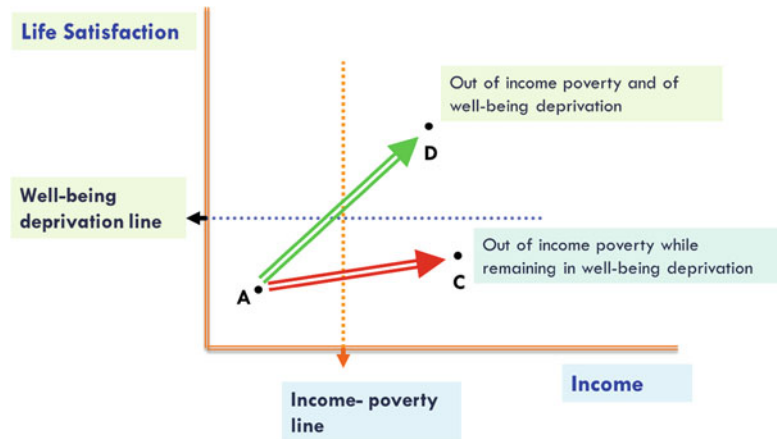 Life Satisfaction
Out of income poverty and of
well-being deprivation
D
Well-being
deprivation line
Out of income poverty while
remaining in well-being deprivation
A
C
Income- poverty
line
Income